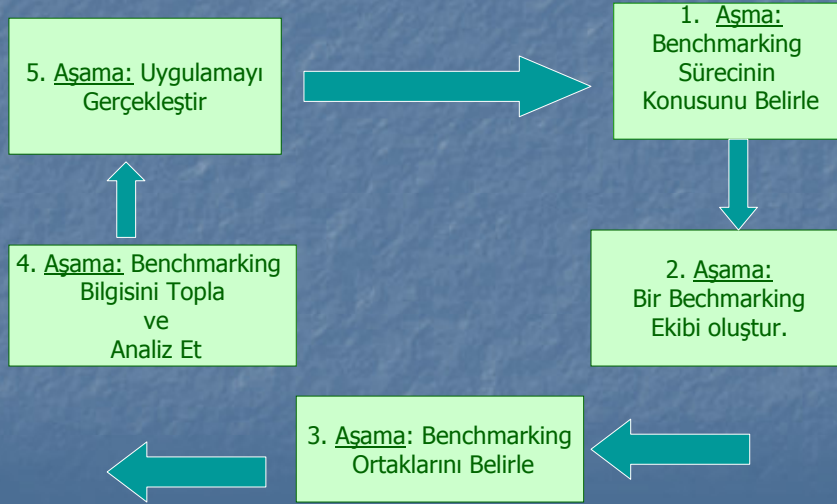 5. Aşama: Uygulamayı
Gerçekleştir
1. Aşma:
Benchmarking
Sürecinin
Konusunu Belirle
4. Aşama: Benchmarking
Bilgisini Topla
ve
Analiz Et
2. Aşama:
Bir Bechmarking
Ekibi oluştur.
3. Aşama: Benchmarking
Ortaklarını Belirle